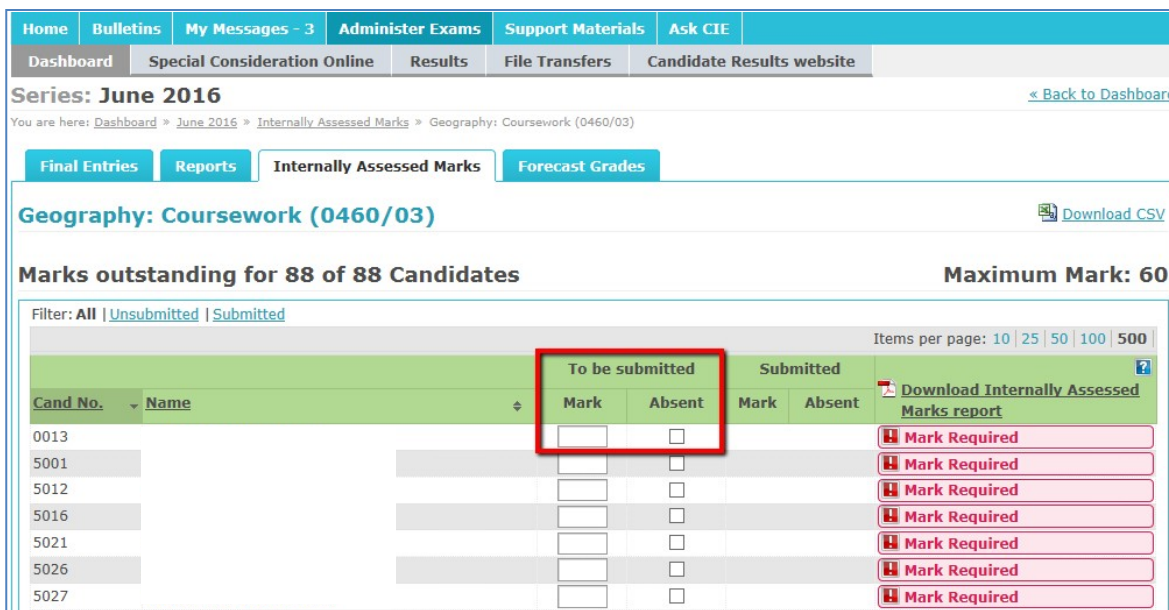 Home Bulletins My Messages - 3 Administer Exams Support Materials Ask CIE
Dashboard Special Consideration Online Results File Transfers Candidate Results website
Series: June 2016 « Back to Dashboard
You are here: Dashboard » June 2016 » Internally Assessed Marks » Geography: Coursework (0460/03)
Final Entries Reports Internally Assessed Marks Forecast Grades
Geography: Coursework (0460/03) Download CSV
Marks outstanding for 88 of 88 Candidates Maximum Mark: 60
Filter: All | Unsubmitted | Submitted
Items per page: 10 | 25 | 50 | 100 | 500 |
To be submitted Submitted ?
Cand No. Name Mark Absent Mark Absent Download Internally Assessed
Marks report
0013 Mark Required
5001 Mark Required
5012 Mark Required
5016 Mark Required
5021 Mark Required
5026 Mark Required
5027 Mark Required